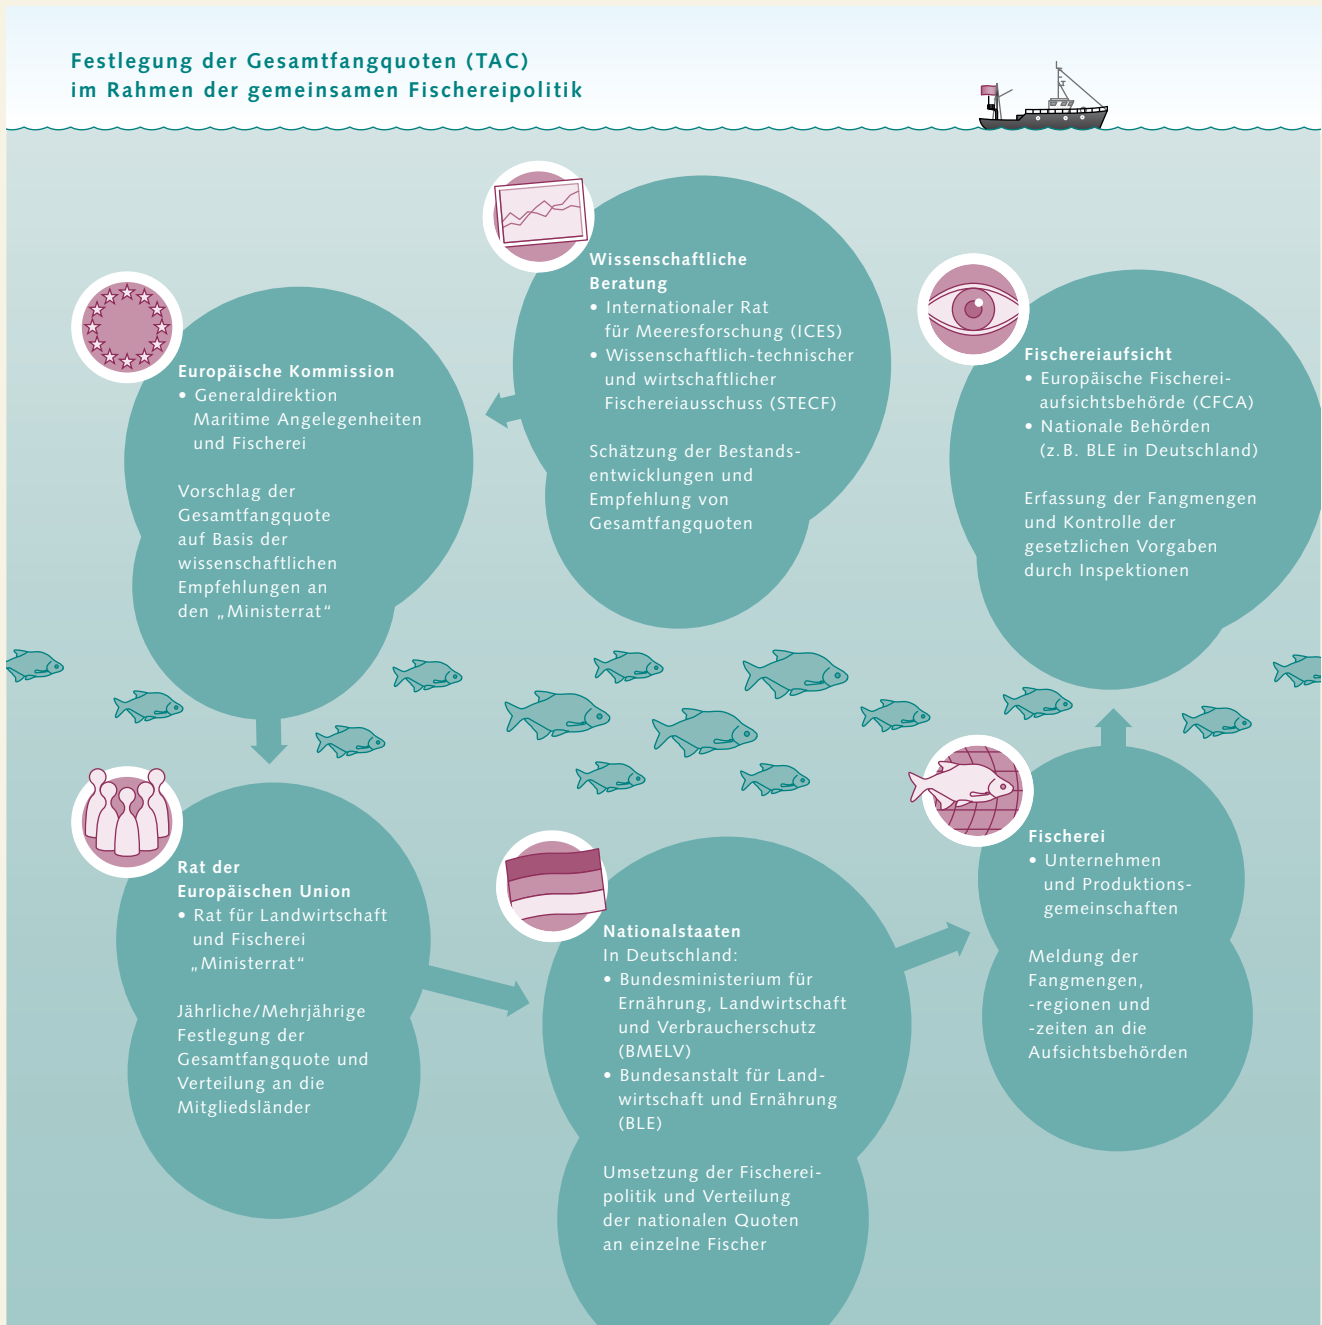 Festlegung der Gesamtfangquoten (TAC)
im Rahmen der gemeinsamen Fischereipolitik
Wissenschaftliche
Beratung
• Internationaler Rat
für Meeresforschung (ICES)
• Wissenschaftlich-technischer
und wirtschaftlicher
Fischereiausschuss (STECF)
Schätzung der Bestands-
entwicklungen und
Empfehlung von
Gesamtfangquoten
Europäische Kommission
• Generaldirektion
Maritime Angelegenheiten
und Fischerei
Vorschlag der
Gesamtfangquote
auf Basis der
wissenschaftlichen
Empfehlungen an
den „Ministerrat“
Rat der
Europäischen Union
• Rat für Landwirtschaft
und Fischerei
„Ministerrat“
Jährliche/Mehrjährige
Festlegung der
Gesamtfangquote und
Verteilung an die
Mitgliedsländer
Nationalstaaten
In Deutschland:
• Bundesministerium für
Ernährung, Landwirtschaft
und Verbraucherschutz
(BMELV)
• Bundesanstalt für Land-
wirtschaft und Ernährung
(BLE)
Umsetzung der Fischerei-
politik und Verteilung
der nationalen Quoten
an einzelne Fischer
Fischerei
• Unternehmen
und Produktions-
gemeinschaften
Meldung der
Fangmengen,
-regionen und
-zeiten an die
Aufsichtsbehörden
Fischereiaufsicht
• Europäische Fischerei-
aufsichtsbehörde (CFCA)
• Nationale Behörden
(z. B. BLE in Deutschland)
Erfassung der Fangmengen
und Kontrolle der
gesetzlichen Vorgaben
durch Inspektionen